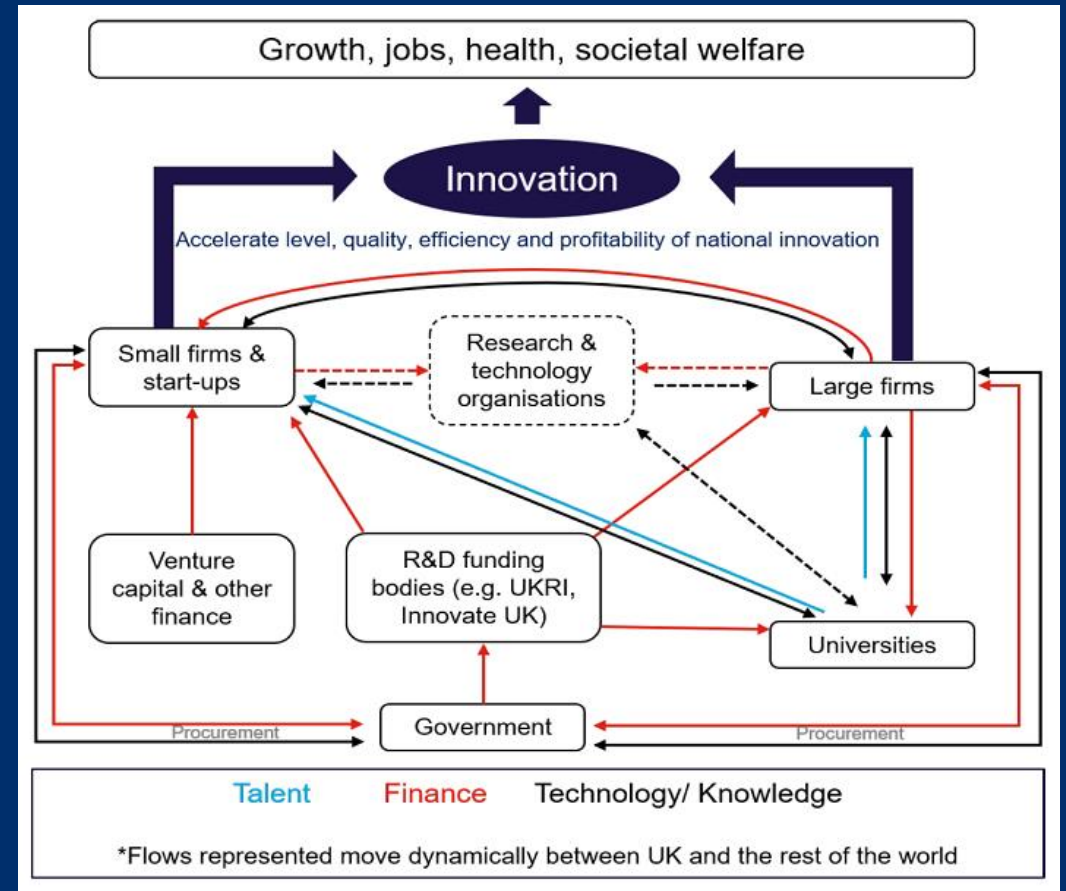 Growth, jobs, health, societal welfare
Innovation
Accelerate level, quality, efficiency and profitability of national innovation
Small firms &
start-ups
Research &
technology
organisations
Large firms
Venture
capital & other
finance
R&D funding
bodies (e.g. UKRI,
Innovate UK)
Universities
Government
Procurement
Procurement
Talent Finance Technology/ Knowledge
*Flows represented move dynamically between UK and the rest of the world